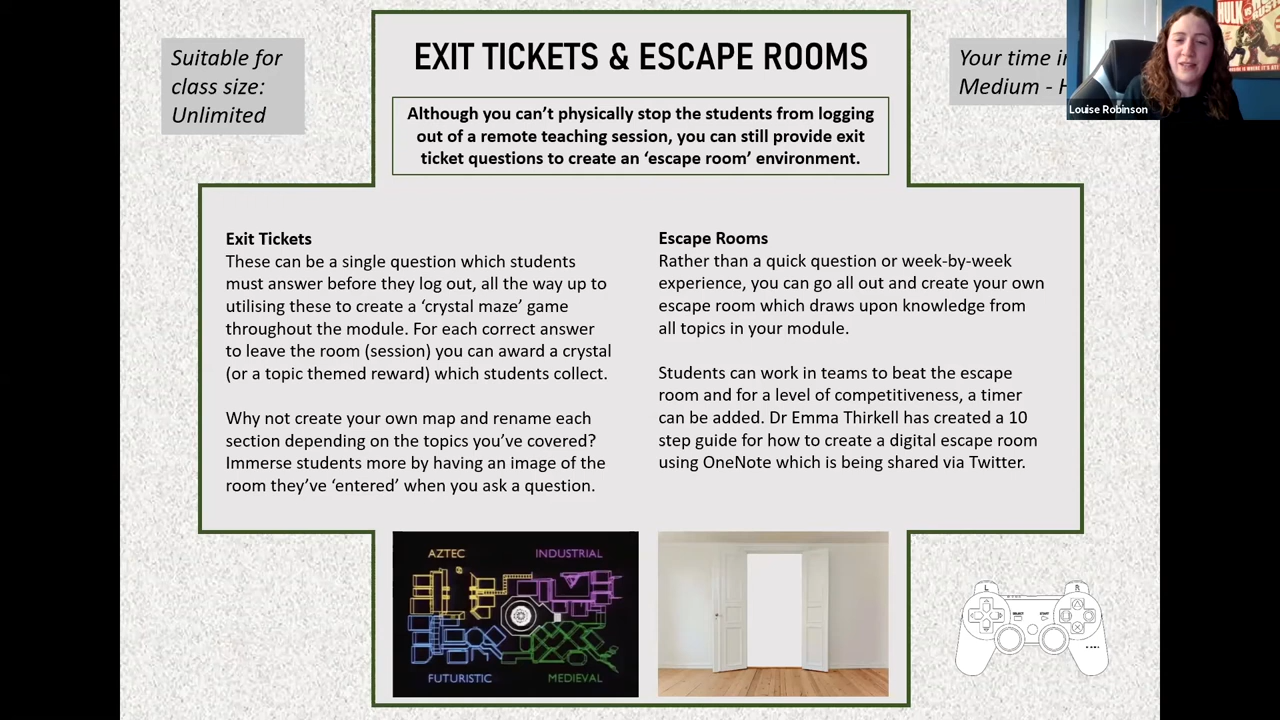 Suitable for
class size:
Unlimited
EXIT TICKETS & ESCAPE ROOMS
Your time
Medium -
HULK
VS
Louise Robinson
Although you can’t physically stop the students from logging
out of a remote teaching session, you can still provide exit
ticket questions to create an ‘escape room’ environment.
Exit Tickets
These can be a single question which students
must answer before they log out, all the way up to
utilising these to create a ‘crystal maze’ game
throughout the module. For each correct answer
to leave the room (session) you can award a crystal
(or a topic themed reward) which students collect.
Why not create your own map and rename each
section depending on the topics you’ve covered?
Immerse students more by having an image of the
room they’ve ‘entered’ when you ask a question.
Escape Rooms
Rather than a quick question or week-by-week
experience, you can go all out and create your own
escape room which draws upon knowledge from
all topics in your module.
Students can work in teams to beat the escape
room and for a level of competitiveness, a timer
can be added. Dr Emma Thirkell has created a 10
step guide for how to create a digital escape room
using OneNote which is being shared via Twitter.
AZTEC
INDUSTRIAL
FUTURISTIC
MEDIEVAL
L
R
SELECT
START